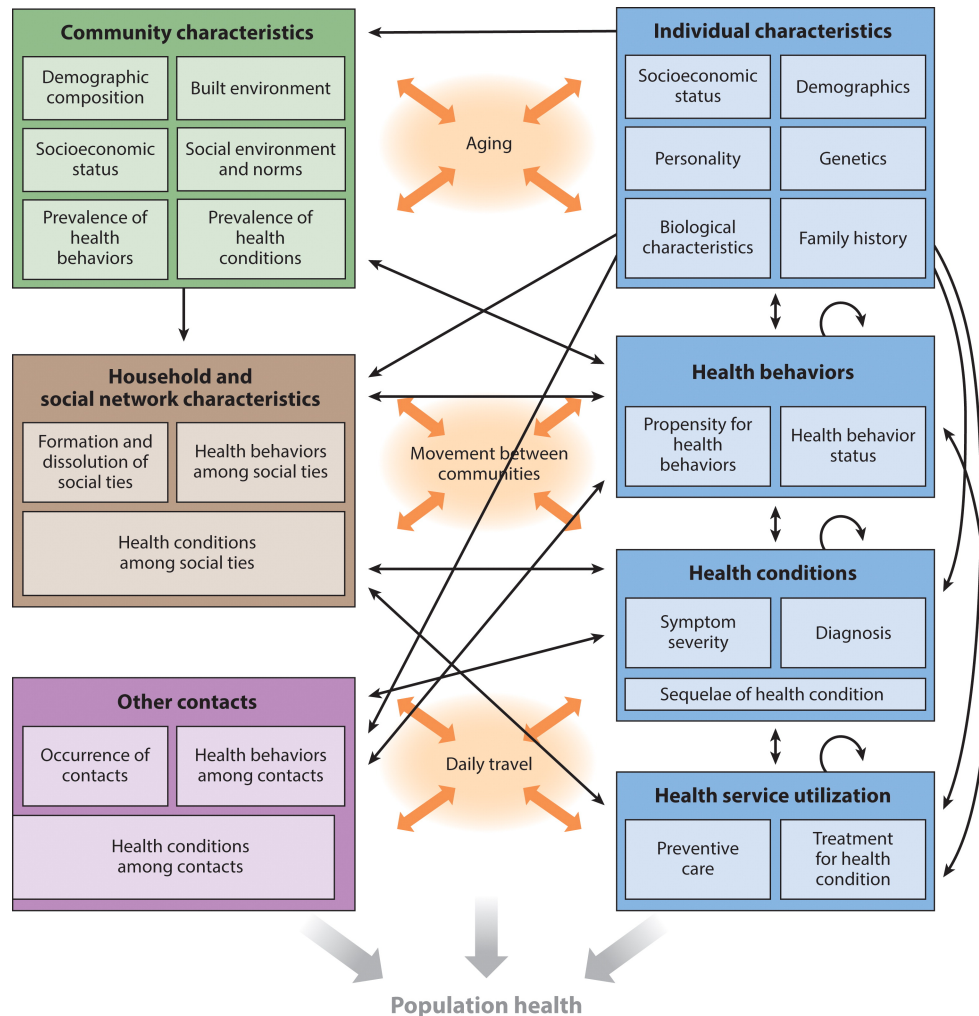 Community characteristics
Demographic
composition
Built environment
Socioeconomic
status
Social environment
and norms
Prevalence of
health
behaviors
Prevalence of
health
conditions
Individual characteristics
Socioeconomic
status
Demographics
Personality
Genetics
Biological
characteristics
Family history
Aging
Household and
social network characteristics
Formation and
dissolution of
social ties
Health behaviors
among social ties
Health conditions
among social ties
Movement between
communities
Health behaviors
Propensity for
health
behaviors
Health behavior
status
Health conditions
Symptom
severity
Diagnosis
Sequelae of health condition
Other contacts
Occurrence of
contacts
Health behaviors
among contacts
Health conditions
among contacts
Daily travel
Health service utilization
Preventive
care
Treatment
for health
condition
Population health